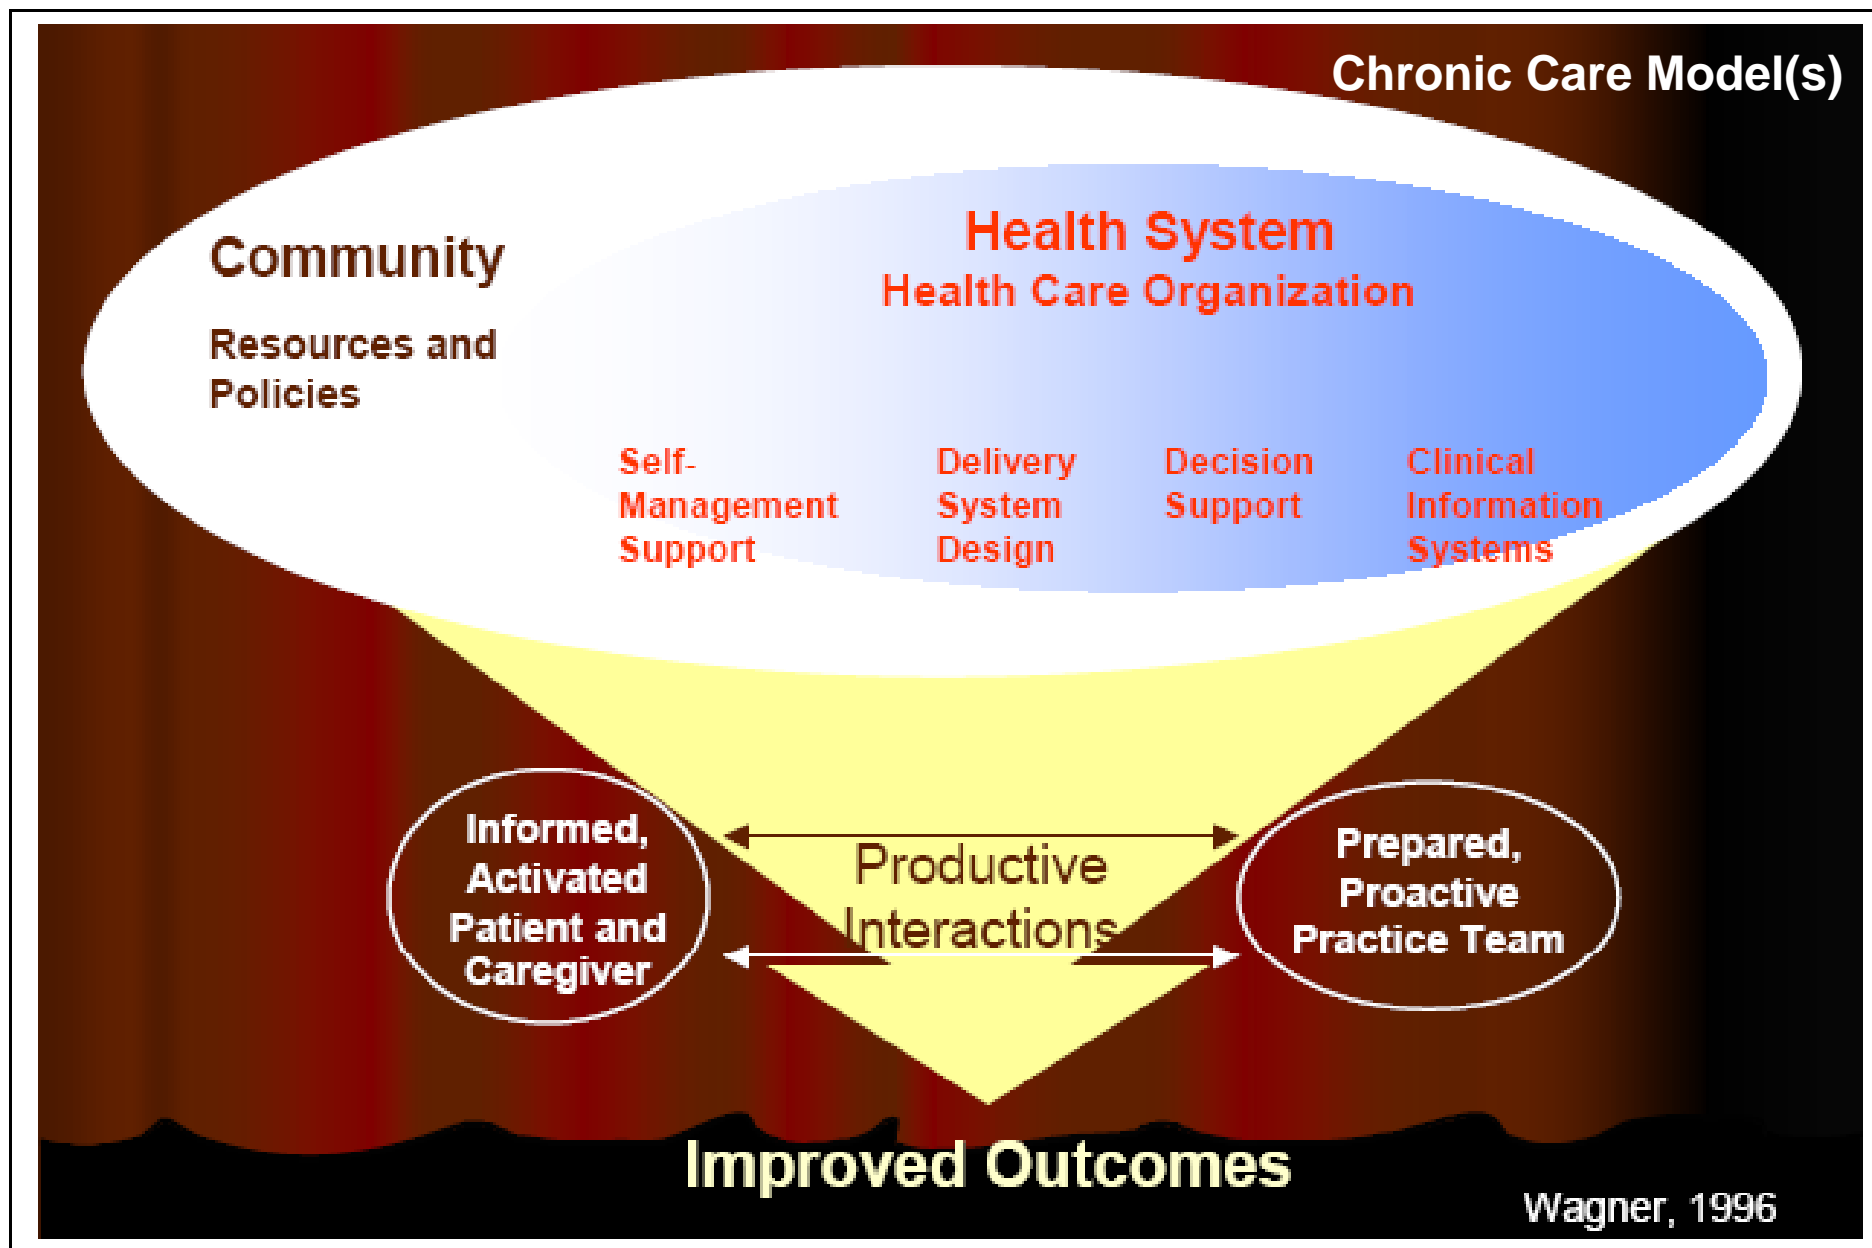 Chronic Care Model(s)
Community
Resources and
Policies
Health System
Health Care Organization
Self-
Management
Support
Delivery
System
Design
Decision
Support
Clinical
Information
Systems
Informed,
Activated
Patient and
Caregiver
Productive
Interactions
Prepared,
Proactive
Practice Team
Improved Outcomes
Wagner, 1996